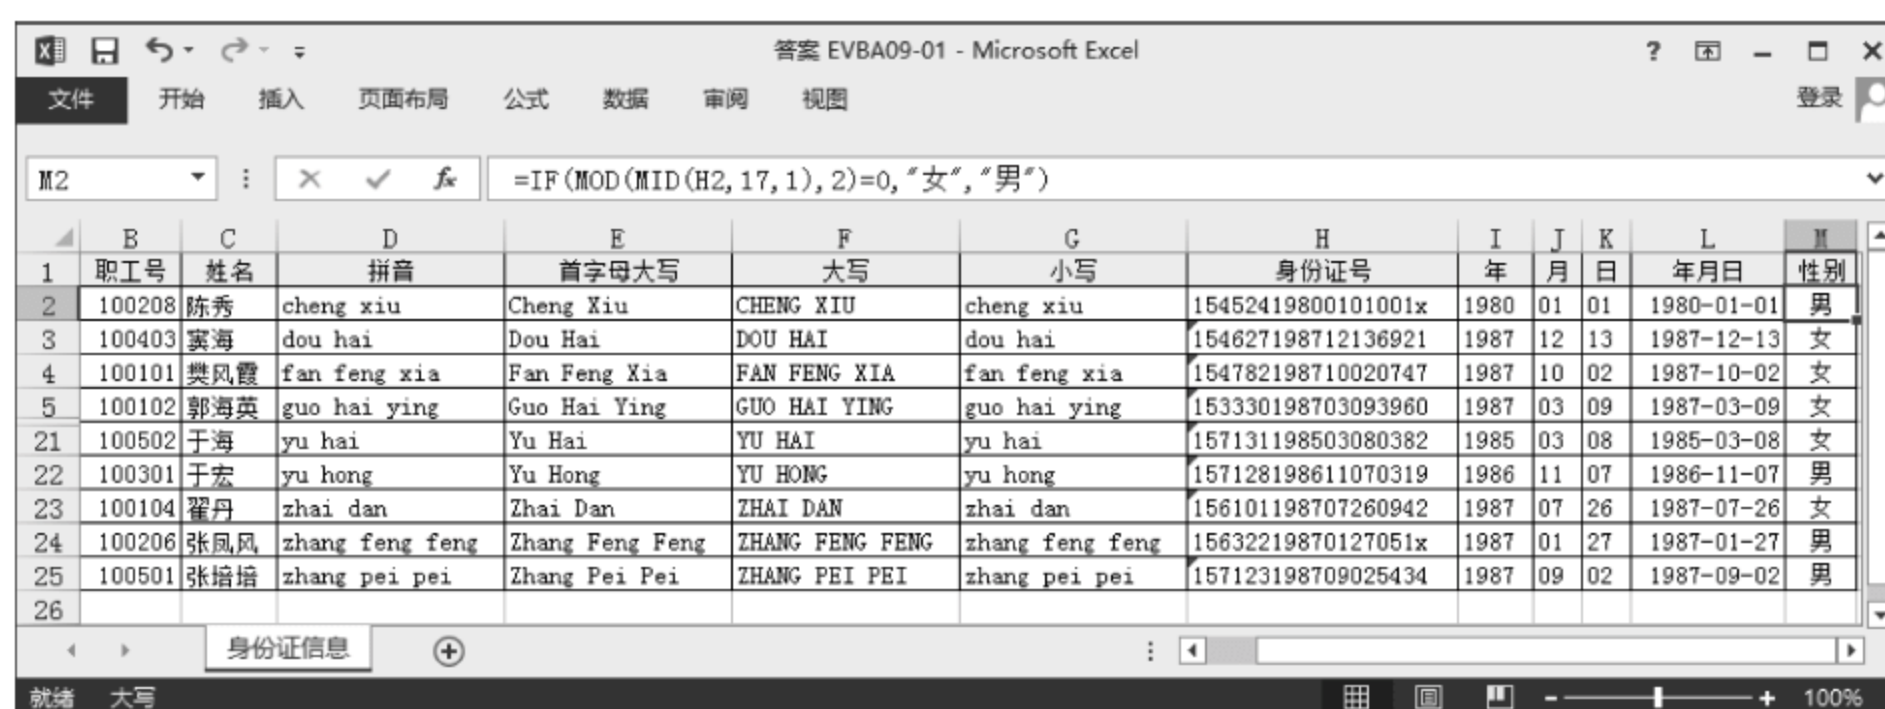 答案 EVBA09-01 - Microsoft Excel ?
文件 开始 插入 页面布局 公式 数据 审阅 视图 登录
M2 fx =IF(MOD(MID(H2,17,1),2)=0,"女","男")
B C D E F G H I J K L M
1 职工号 姓名 拼音 首字母大写 大写 小写 身份证号 年 月 日 年月日 性别
2 100208 陈秀 cheng xiu Cheng Xiu CHENG XIU cheng xiu 15452419800101001x 1980 01 01 1980-01-01 男
3 100403 窦海 dou hai Dou Hai DOU HAI dou hai 154627198712136921 1987 12 13 1987-12-13 女
4 100101 樊风霞 fan feng xia Fan Feng Xia FAN FENG XIA fan feng xia 154782198710020747 1987 10 02 1987-10-02 女
5 100102 郭海英 guo hai ying Guo Hai Ying GUO HAI YING guo hai ying 153330198703093960 1987 03 09 1987-03-09 女
21 100502 于海 yu hai Yu Hai YU HAI yu hai 157131198503080382 1985 03 08 1985-03-08 女
22 100301 于宏 yu hong Yu Hong YU HONG yu hong 157128198611070319 1986 11 07 1986-11-07 男
23 100104 翟丹 zhai dan Zhai Dan ZHAI DAN zhai dan 156101198707260942 1987 07 26 1987-07-26 女
24 100206 张凤风 zhang feng feng Zhang Feng Feng ZHANG FENG FENG zhang feng feng 15632219870127051x 1987 01 27 1987-01-27 男
25 100501 张培培 zhang pei pei Zhang Pei Pei ZHANG PEI PEI zhang pei pei 157123198709025434 1987 09 02 1987-09-02 男
26
身份证信息
就绪 大写 100%